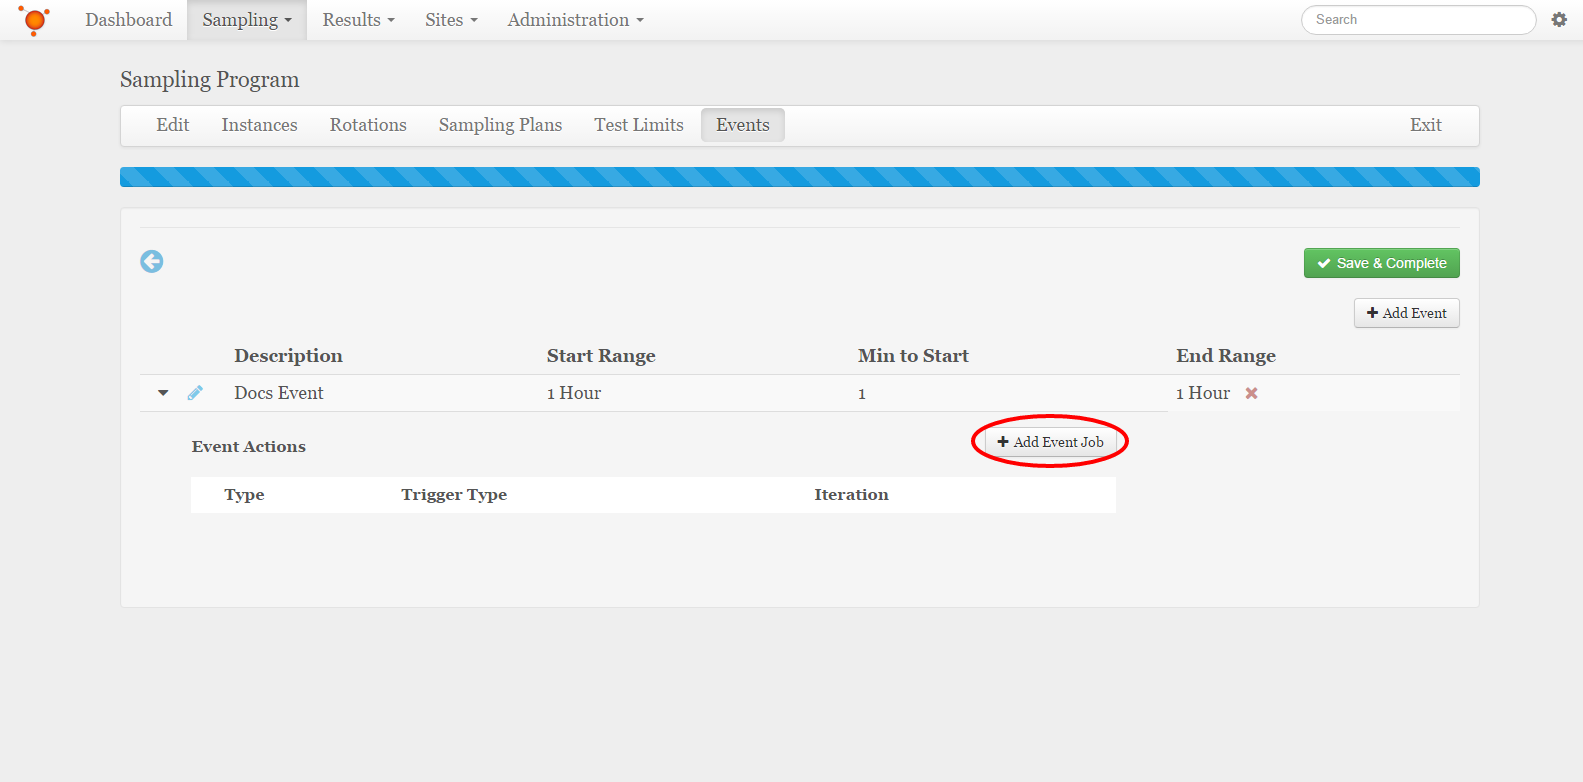 Dashboard Sampling Results Sites Administration Search
Sampling Program
Edit Instances Rotations Sampling Plans Test Limits Events Exit
Save & Complete
Add Event
Description Start Range Min to Start End Range
Docs Event 1 Hour 1 1 Hour
Event Actions Add Event Job
Type Trigger Type Iteration